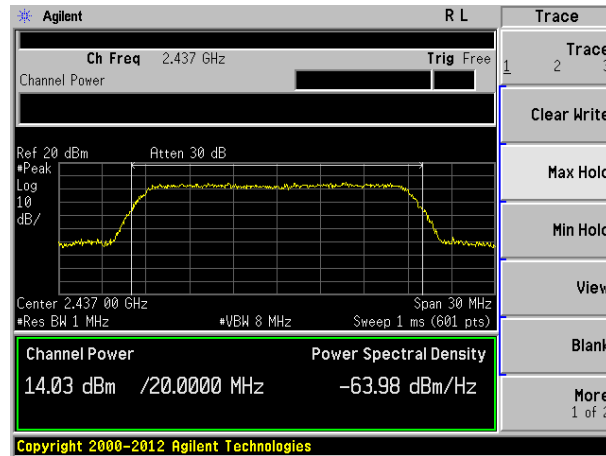 Agilent R L Trace
Ch Freq 2.437 GHz Trig Free
Channel Power
Trace
1 2 3
Clear Write
Max Hold
Min Hold
View
Blank
More
1 of 2
Ref 20 dBm Atten 30 dB
#Peak
Log
10
dB/
Center 2.437 00 GHz Span 30 MHz
#Res BW 1 MHz #VBW 8 MHz Sweep 1 ms (601 pts)
Channel Power Power Spectral Density
14.03 dBm /20.0000 MHz -63.98 dBm/Hz
Copyright 2000-2012 Agilent Technologies